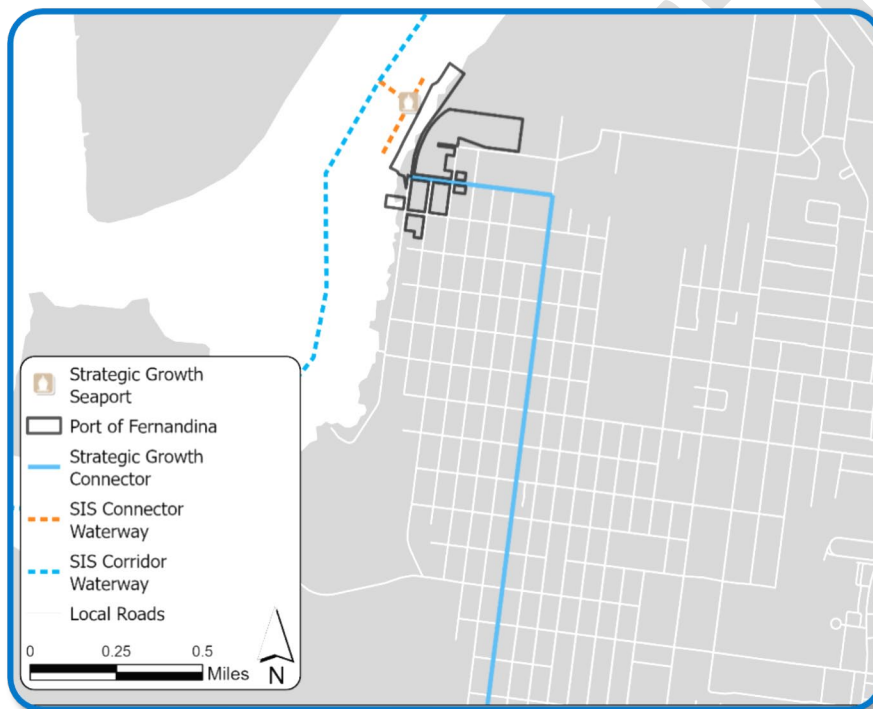 Strategic Growth
Seaport
Port of Fernandina
Strategic Growth
Connector
SIS Connector
Waterway
SIS Corridor
Waterway
Local Roads
0 0.25 0.5
Miles
N